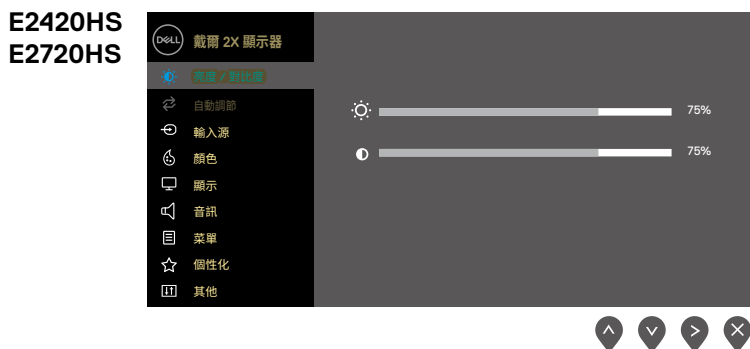 E2420HS
E2720HS
DELL
戴爾 2X 顯示器
亮度 / 對比度
自動調節
輸入源
顏色
顯示
音訊
菜單
個性化
其他
75%
75%